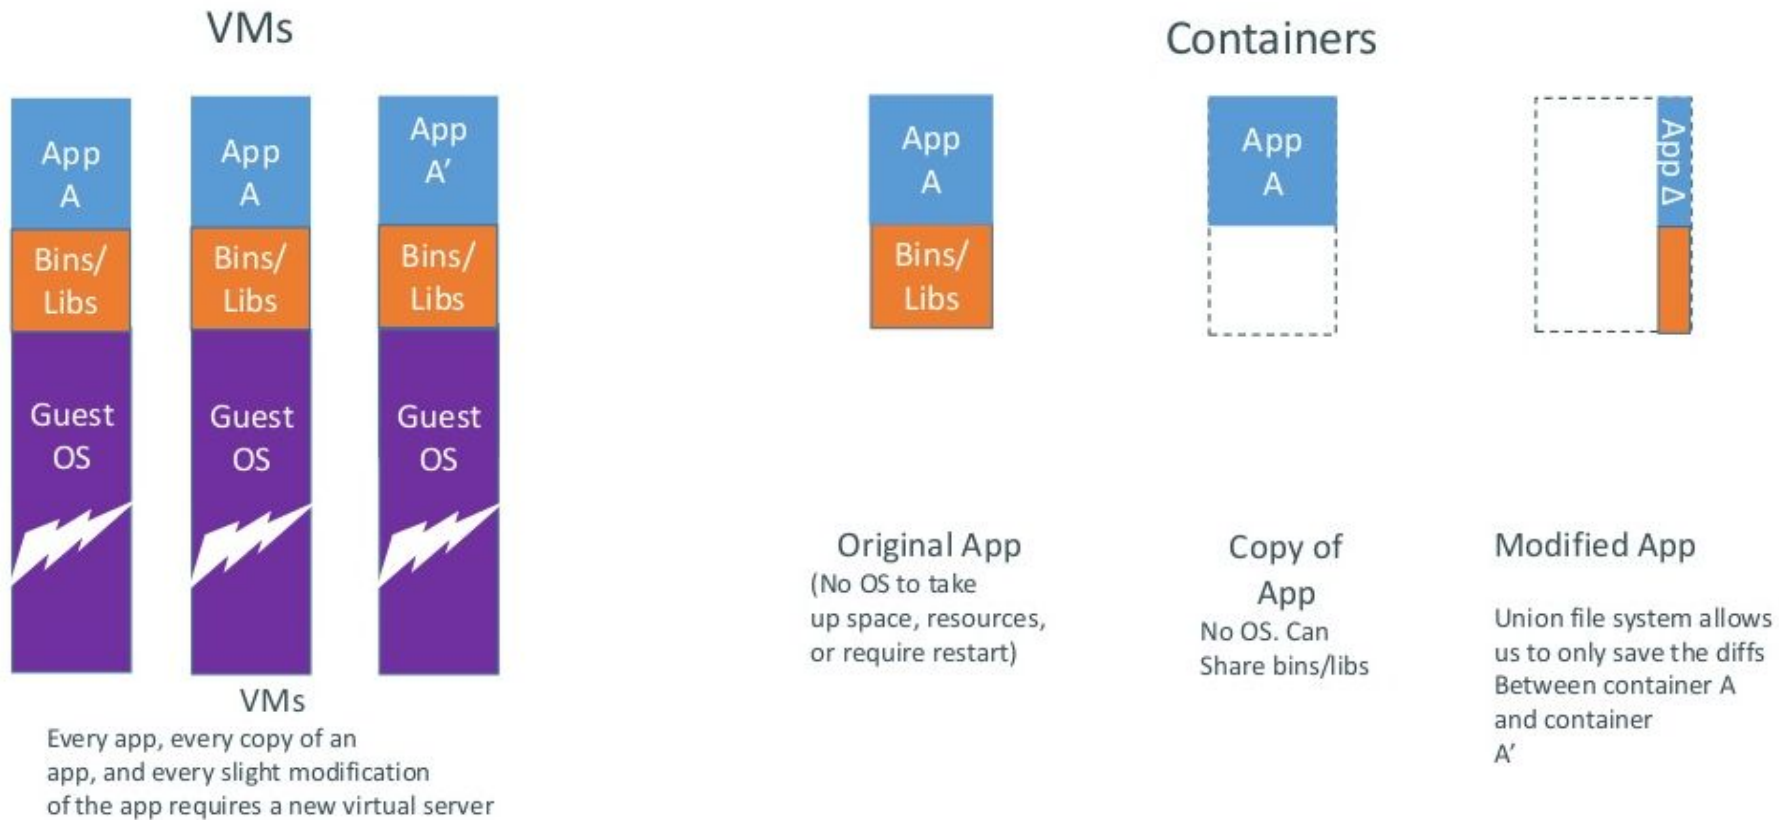 VMs
Containers
App
A
Bins/
Libs
Guest
OS
App
A
Bins/
Libs
Guest
OS
App
A’
Bins/
Libs
Guest
OS
VMs
Every app, every copy of an
app, and every slight modification
of the app requires a new virtual server
App
A
Bins/
Libs
Original App
(No OS to take
up space, resources,
or require restart)
App
A
Copy of
App
No OS. Can
Share bins/libs
App Δ
Modified App
Union file system allows
us to only save the diffs
Between container A
and container
A’